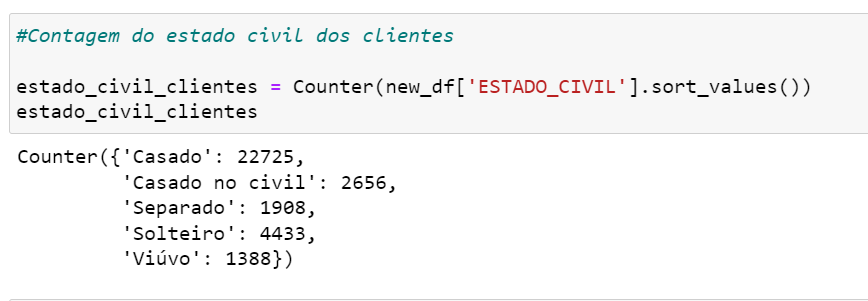 #Contagem do estado civil dos clientes
estado_civil_clientes = Counter(new_df['ESTADO_CIVIL'].sort_values())
estado_civil_clientes
Counter({'Casado': 22725,
'Casado no civil': 2656,
'Separado': 1908,
'Solteiro': 4433,
'Viúvo': 1388})